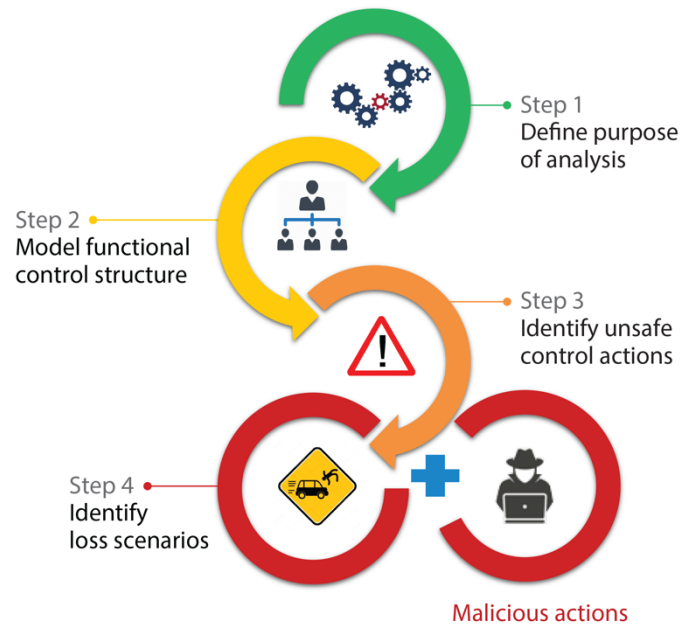 Step 1
Define purpose
of analysis
Step 2
Model functional
control structure
Step 3
Identify unsafe
control actions
!
Step 4
Identify
loss scenarios
Malicious actions